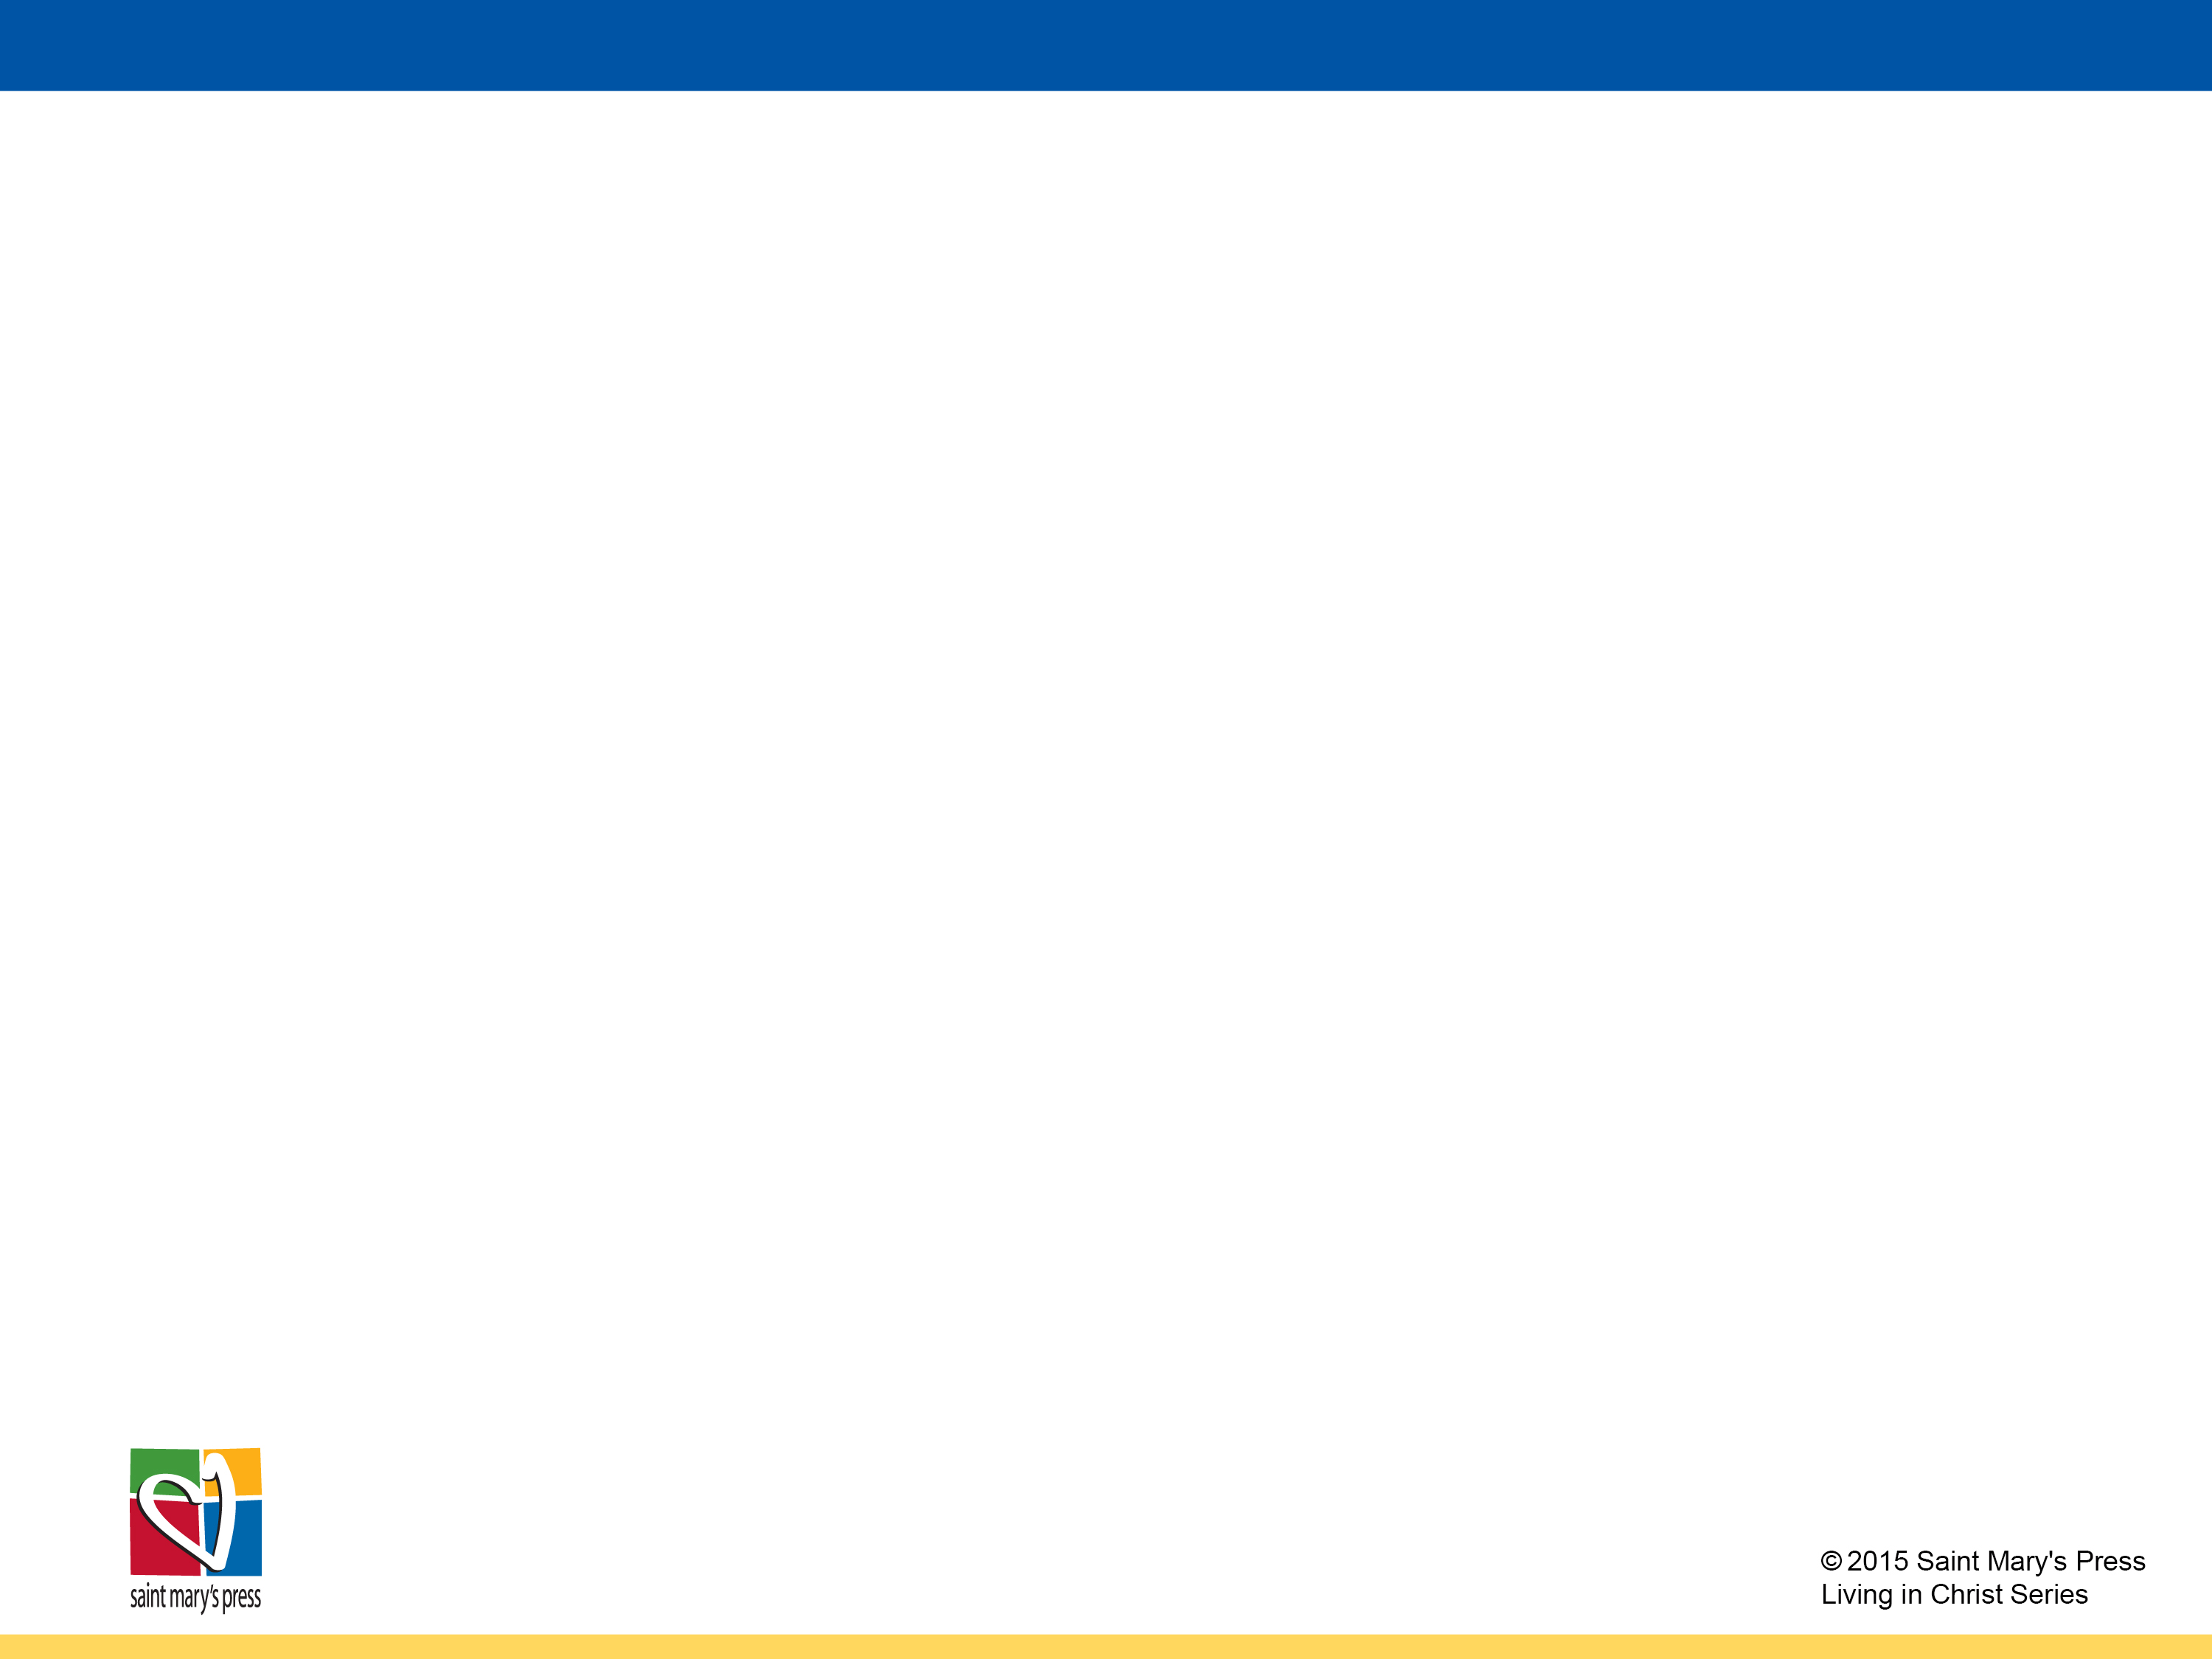 saint mary's press
© 2015 Saint Mary's Press
Living in Christ Series